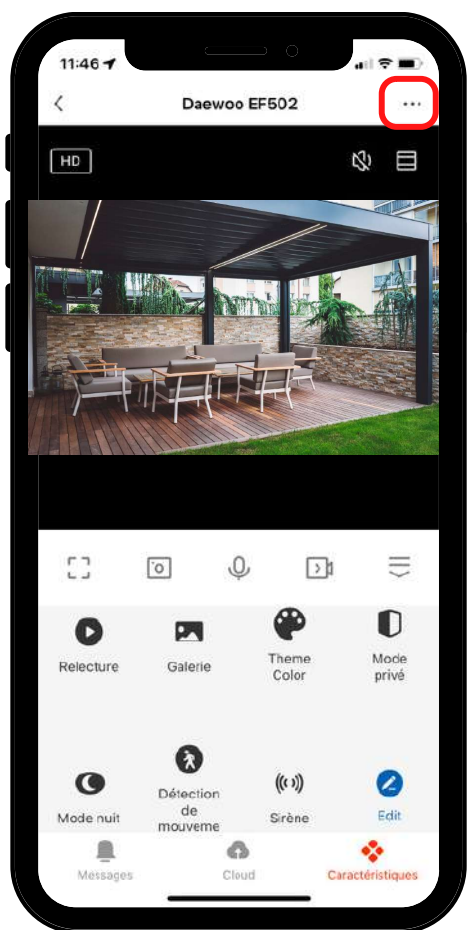 11:46
Daewoo EF502
HD
Relecture
Galerie
Theme
Color
Mode
privé
Mode nuit
Détection
de
mouveme
Sirène
Edit
Messages
Cloud
Caractéristiques